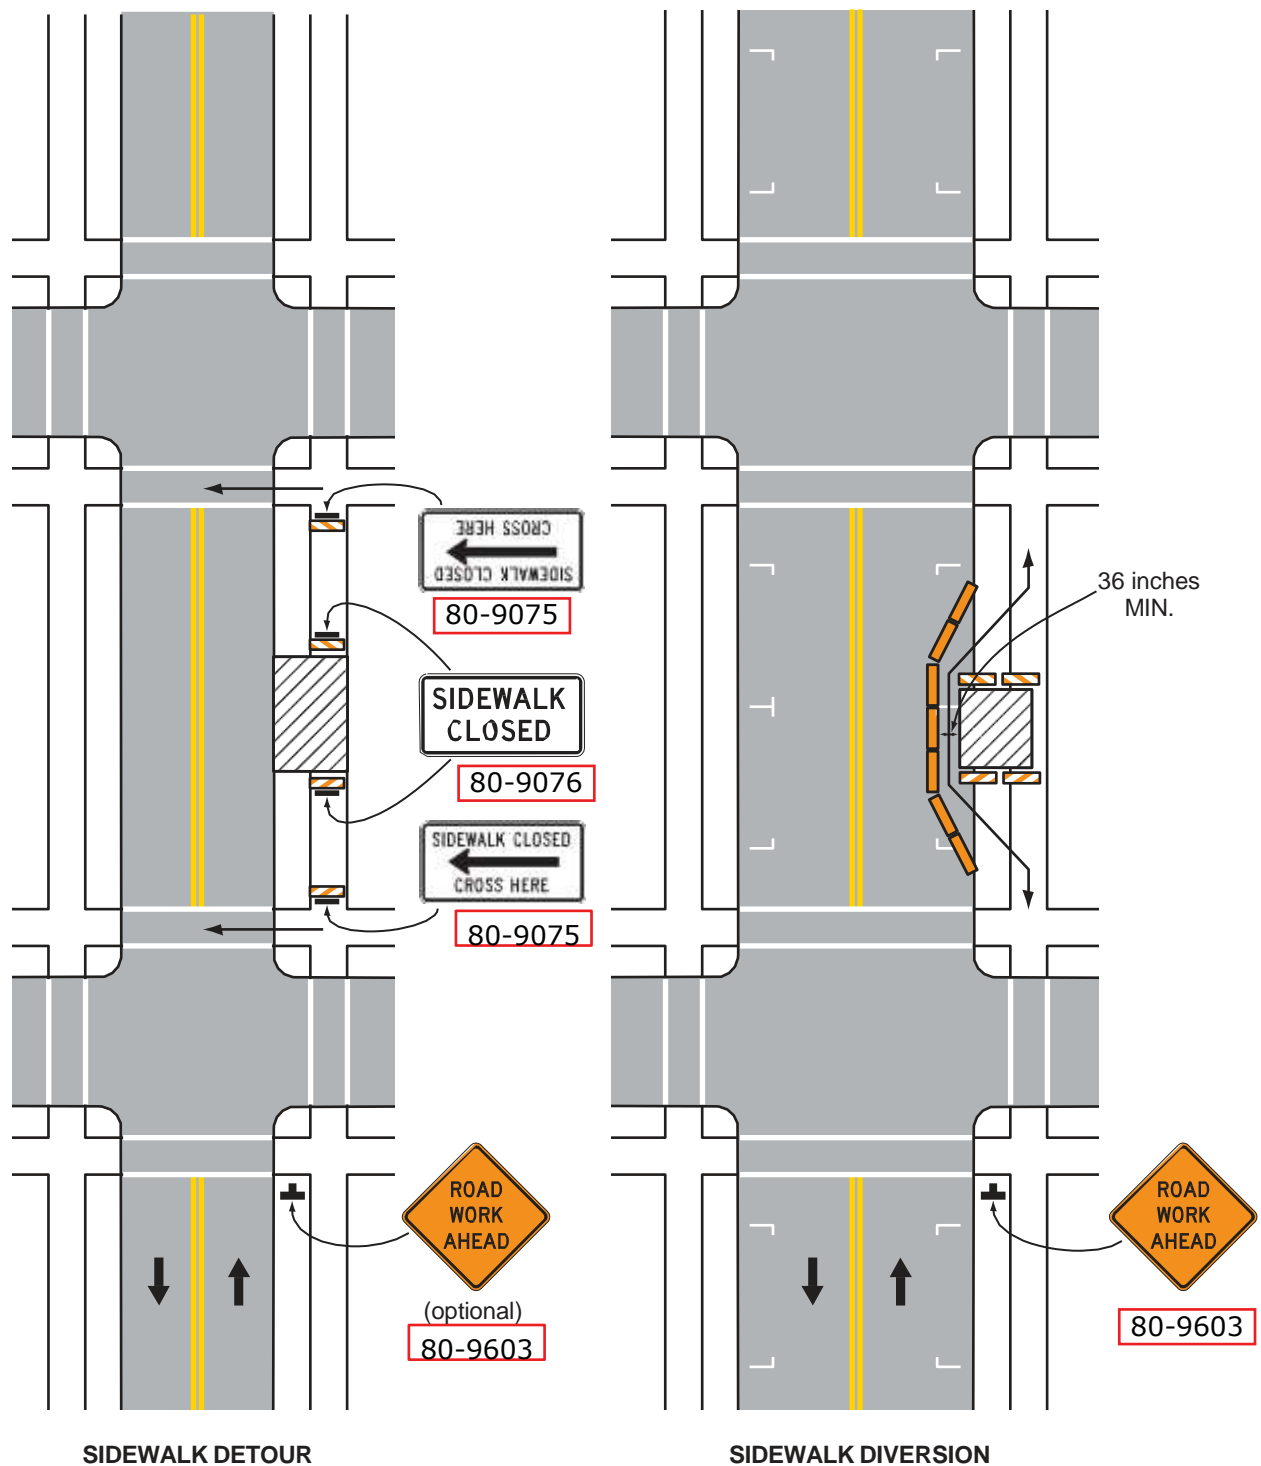 CROSS HERE
SIDEWALK CLOSED
80-9075
SIDEWALK
CLOSED
80-9076
SIDEWALK CLOSED
CROSS HERE
80-9075
ROAD
WORK
AHEAD
(optional)
80-9603
SIDEWALK DETOUR
36 inches
MIN.
ROAD
WORK
AHEAD
80-9603
SIDEWALK DIVERSION